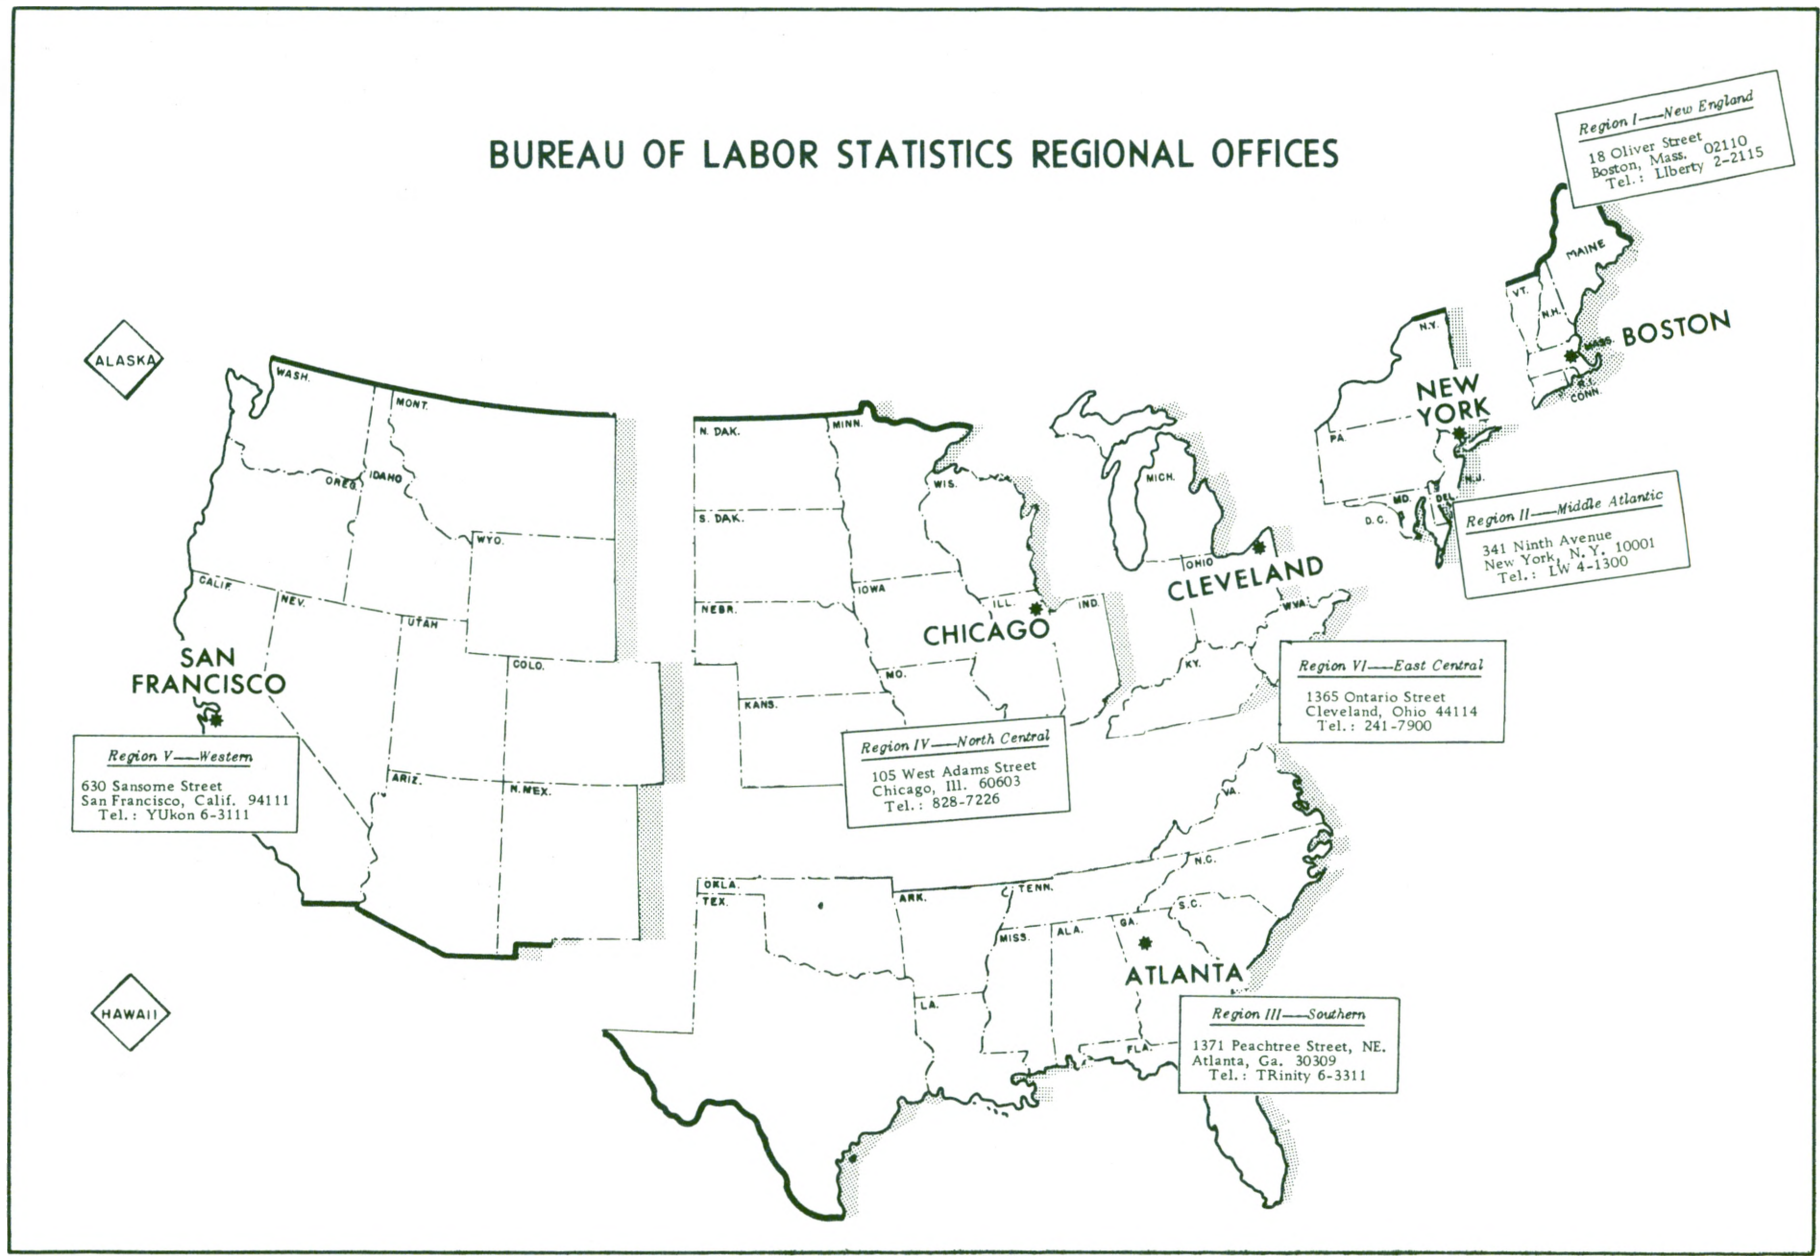 BUREAU OF LABOR STATISTICS REGIONAL OFFICES
Region I—New England
18 Oliver Street
Boston, Mass. 02110
Tel.: LIberty 2-2115
MAINE
VT.
N.H.
MASS.
BOSTON
R.I.
CONN.
N.Y.
NEW
YORK
PA.
N.J.
MD.
DEL.
D.C.
Region II—Middle Atlantic
341 Ninth Avenue
New York, N.Y. 10001
Tel.: LW 4-1300
ALASKA
WASH.
MONT.
OREG.
IDAHO
WYO.
CALIF.
NEV.
UTAH
COLO.
SAN
FRANCISCO
ARIZ.
N.MEX.
Region V—Western
630 Sansome Street
San Francisco, Calif. 94111
Tel.: YUkon 6-3111
HAWAII
N. DAK.
MINN.
S. DAK.
WIS.
MICH.
NEBR.
IOWA
ILL.
IND.
CHICAGO
MO.
KANS.
Region IV—North Central
105 West Adams Street
Chicago, Ill. 60603
Tel.: 828-7226
OHIO
CLEVELAND
W.VA.
KY.
Region VI—East Central
1365 Ontario Street
Cleveland, Ohio 44114
Tel.: 241-7900
VA.
N.C.
OKLA.
TEX.
ARK.
TENN.
S.C.
MISS.
ALA.
GA.
ATLANTA
LA.
FLA.
Region III—Southern
1371 Peachtree Street, NE.
Atlanta, Ga. 30309
Tel.: TRinity 6-3311